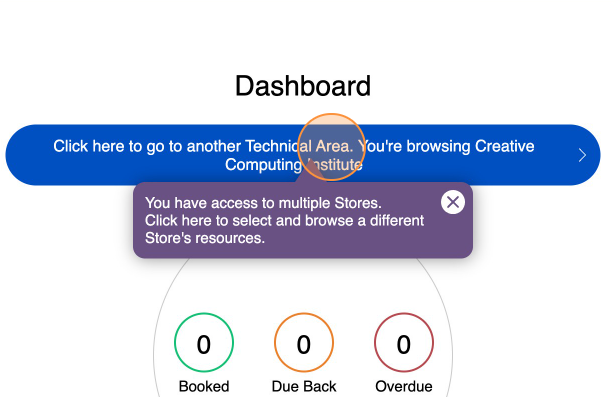 Dashboard
Click here to go to another Technical Area. You're browsing Creative
Computing Institute
You have access to multiple Stores.
Click here to select and browse a different
Store's resources.
0 0 0
Booked Due Back Overdue